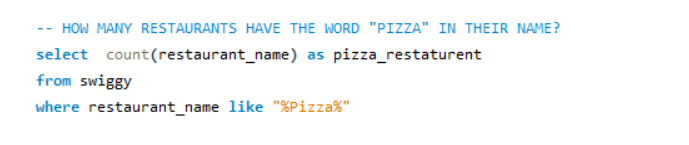 -- HOW MANY RESTAURANTS HAVE THE WORD "PIZZA" IN THEIR NAME?
select  count(restaurant_name) as pizza_restaturent
from swiggy
where restaurant_name like "%Pizza%"